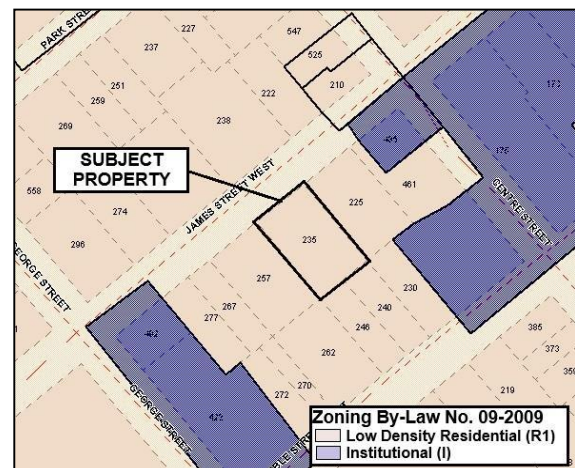 PARK STREET
547
227
525
237
210
251
259
222
269
238
SUBJECT
PROPERTY
JAMES STREET WEST
461
CENTRE STREET
558
274
225
235
296
GEORGE STREET
257
230
267
240
277
246
262
385
373
359
272
270
219
GEORGE STREET
Zoning By-Law No. 09-2009
Low Density Residential (R1)
Institutional (I)